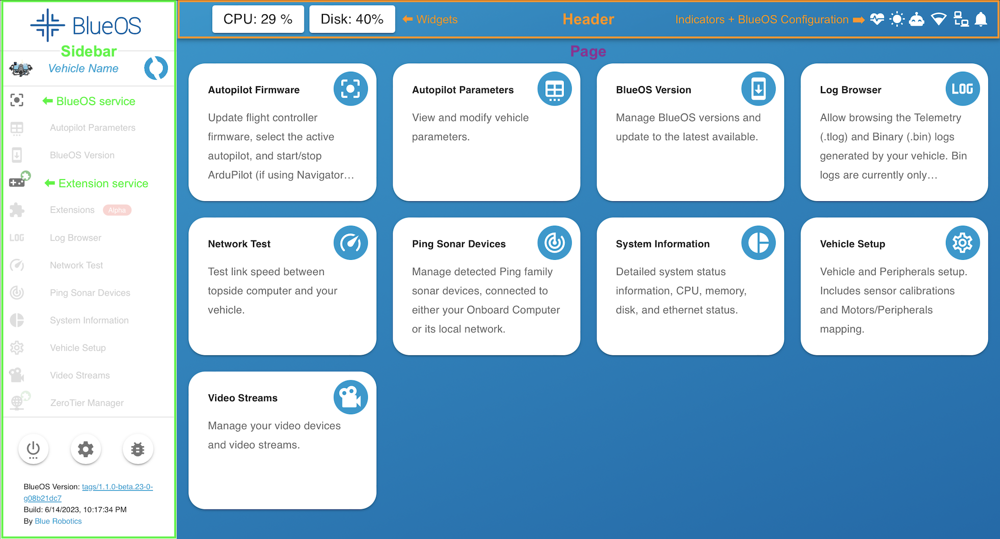 BlueOS
Sidebar
Vehicle Name
BlueOS service
Autopilot Parameters
BlueOS Version
Extension service
Extensions Alpha
LOG Log Browser
Network Test
Ping Sonar Devices
System Information
Vehicle Setup
Video Streams
ZeroTier Manager
BlueOS Version: tags/1.1.0-beta.23-0-
g08b21dc7
Build: 6/14/2023, 10:17:34 PM
By Blue Robotics
CPU: 29 % Disk: 40% Widgets Header Indicators + BlueOS Configuration
Page
Autopilot Firmware
Update flight controller
firmware, select the active
autopilot, and start/stop
ArduPilot (if using Navigator…
Autopilot Parameters
View and modify vehicle
parameters.
BlueOS Version
Manage BlueOS versions and
update to the latest available.
Log Browser LOG
Allow browsing the Telemetry
(.tlog) and Binary (.bin) logs
generated by your vehicle. Bin
logs are currently only…
Network Test
Test link speed between
topside computer and your
vehicle.
Ping Sonar Devices
Manage detected Ping family
sonar devices, connected to
either your Onboard Computer
or its local network.
System Information
Detailed system status
information, CPU, memory,
disk, and ethernet status.
Vehicle Setup
Vehicle and Peripherals setup.
Includes sensor calibrations
and Motors/Peripherals
mapping.
Video Streams
Manage your video devices
and video streams.